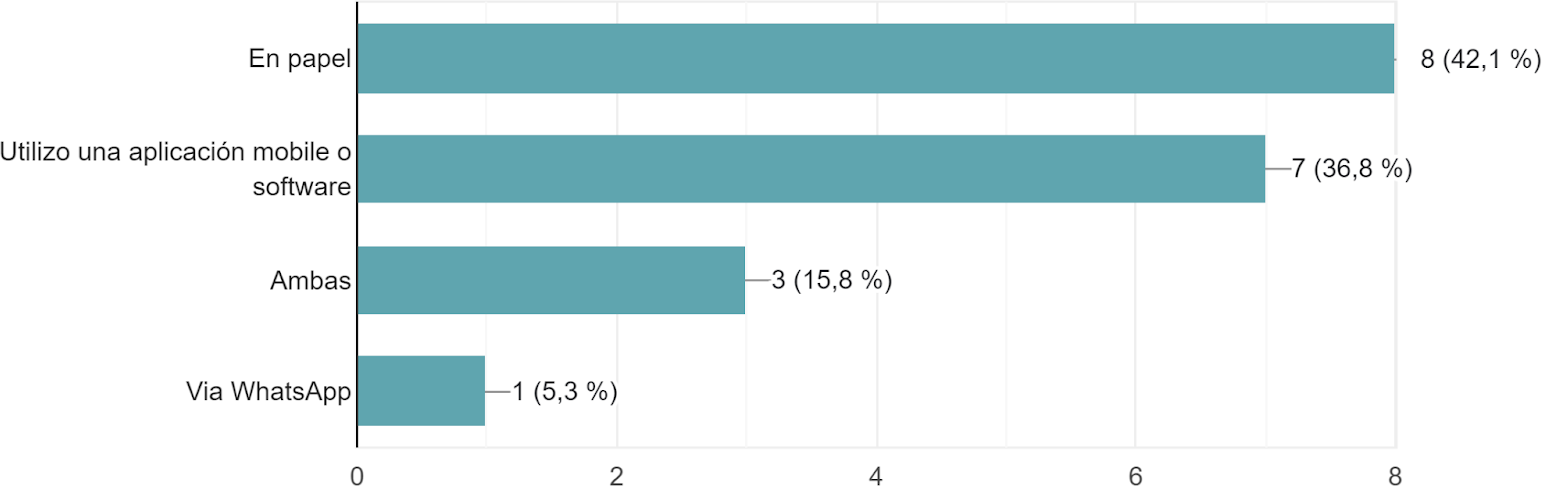 En papel
8 (42,1 %)
Utilizo una aplicación mobile o
software
7 (36,8 %)
Ambas
3 (15,8 %)
Via WhatsApp
1 (5,3 %)
0 2 4 6 8